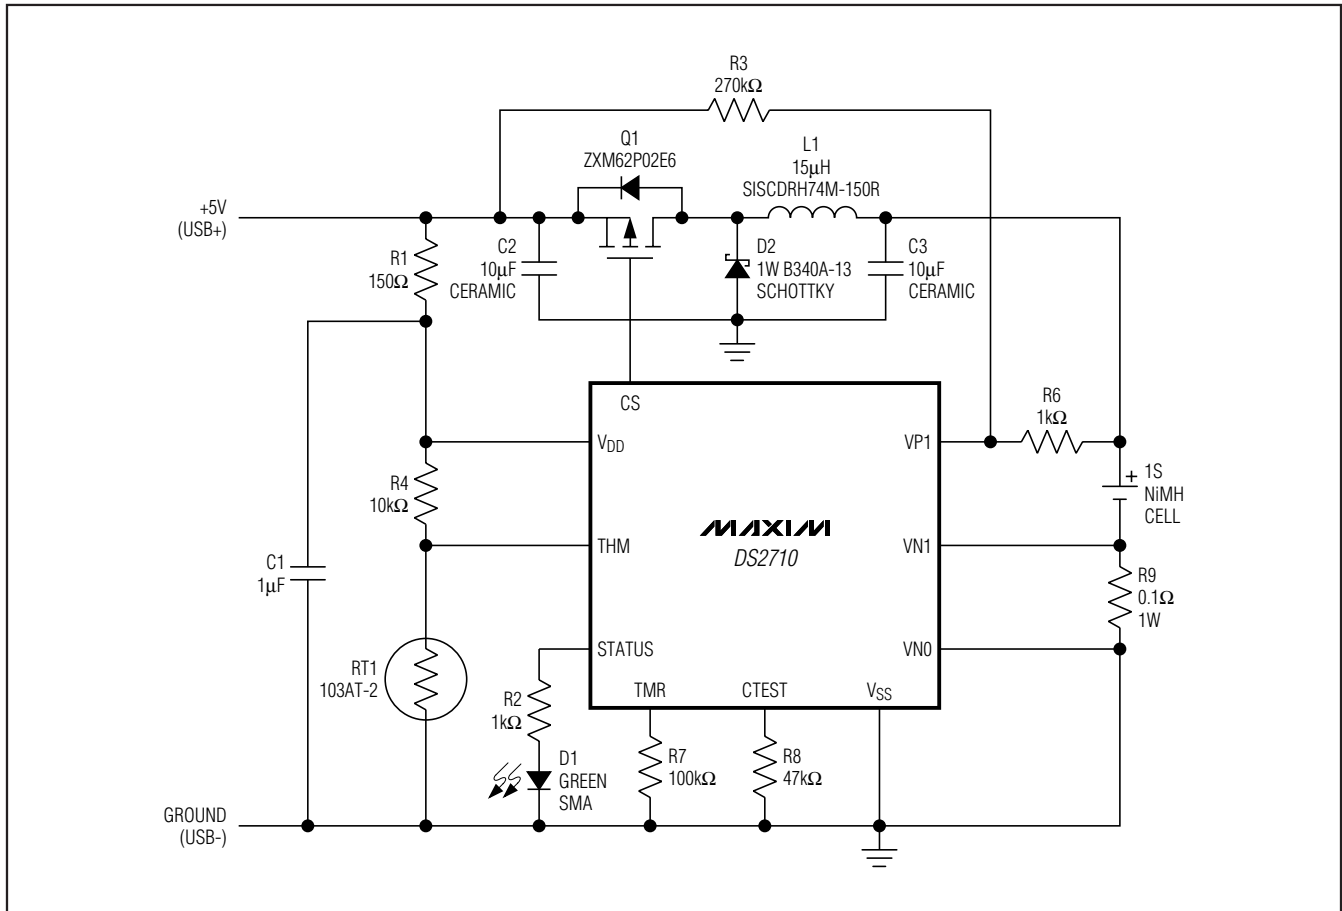 R3
270kΩ
Q1
ZXM62P02E6
L1
15µH
SISCDRH74M-150R
+5V
(USB+)
R1
150Ω
C2
10µF
CERAMIC
D2
1W B340A-13
SCHOTTKY
C3
10µF
CERAMIC
CS
R6
1kΩ
VDD
VP1
R4
10kΩ
+
1S
NiMH
CELL
MAXIM
DS2710
THM
VN1
C1
1µF
R9
0.1Ω
1W
STATUS
VN0
RT1
103AT-2
TMR
CTEST
VSS
R2
1kΩ
D1
GREEN
SMA
R7
100kΩ
R8
47kΩ
GROUND
(USB-)